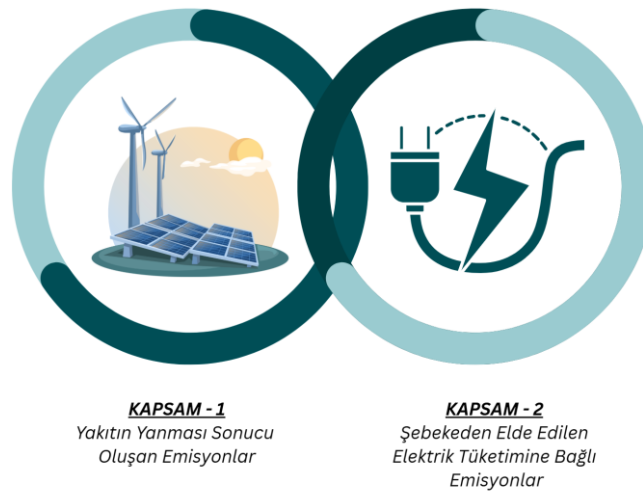 KAPSAM - 1
Yakıtın Yanması Sonucu
Oluşan Emisyonlar
KAPSAM - 2
Şebekeden Elde Edilen
Elektrik Tüketimine Bağlı
Emisyonlar